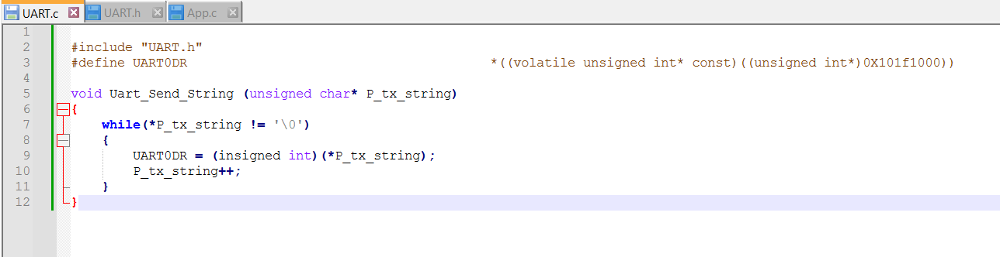 UART.c UART.h App.c
1
2 #include "UART.h"
3 #define UART0DR *((volatile unsigned int* const)((unsigned int*)0X101f1000))
4
5 void Uart_Send_String (unsigned char* P_tx_string)
6 {
7 while(*P_tx_string != '\0')
8 {
9 UART0DR = (insigned int)(*P_tx_string);
10 P_tx_string++;
11 }
12 }